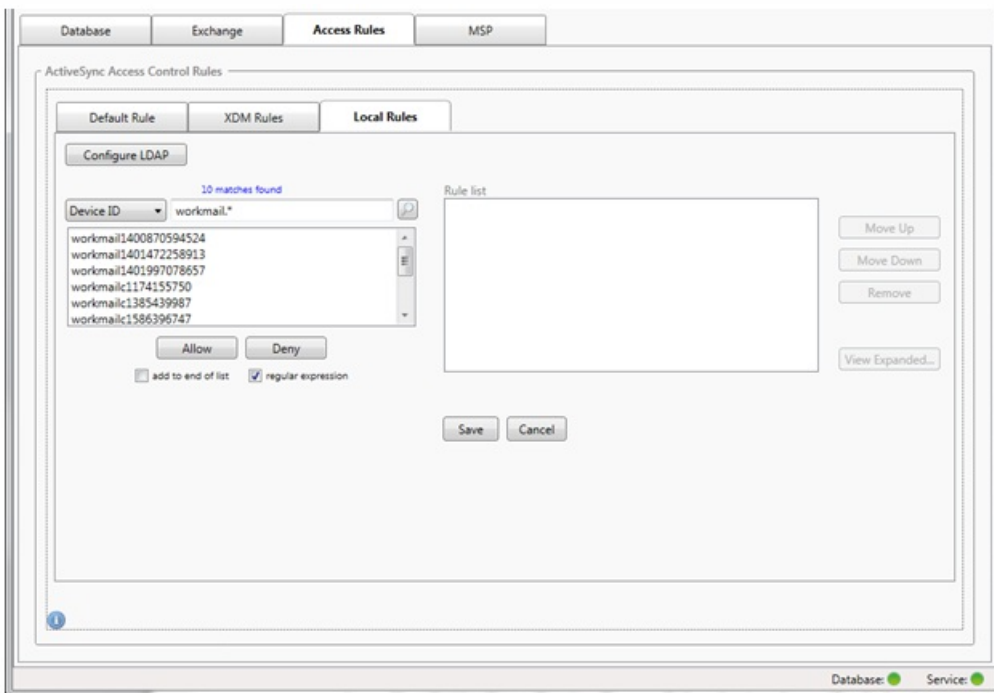 Database Exchange Access Rules MSP
ActiveSync Access Control Rules
Default Rule XDM Rules Local Rules
Configure LDAP
10 matches found
Rule list
Device ID workmail.*
workmail1400870594524
workmail1401472258913
workmail1401997078657
workmailc1174155750
workmailc1385439987
workmailc1586396747
Move Up
Move Down
Remove
View Expanded...
Allow Deny
add to end of list regular expression
Save Cancel
Database: Service: